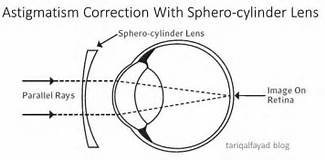 Astigmatism Correction With Sphero-cylinder Lens
Sphero-cylinder Lens
Parallel Rays
Image On
Retina
tariqalfayad blog